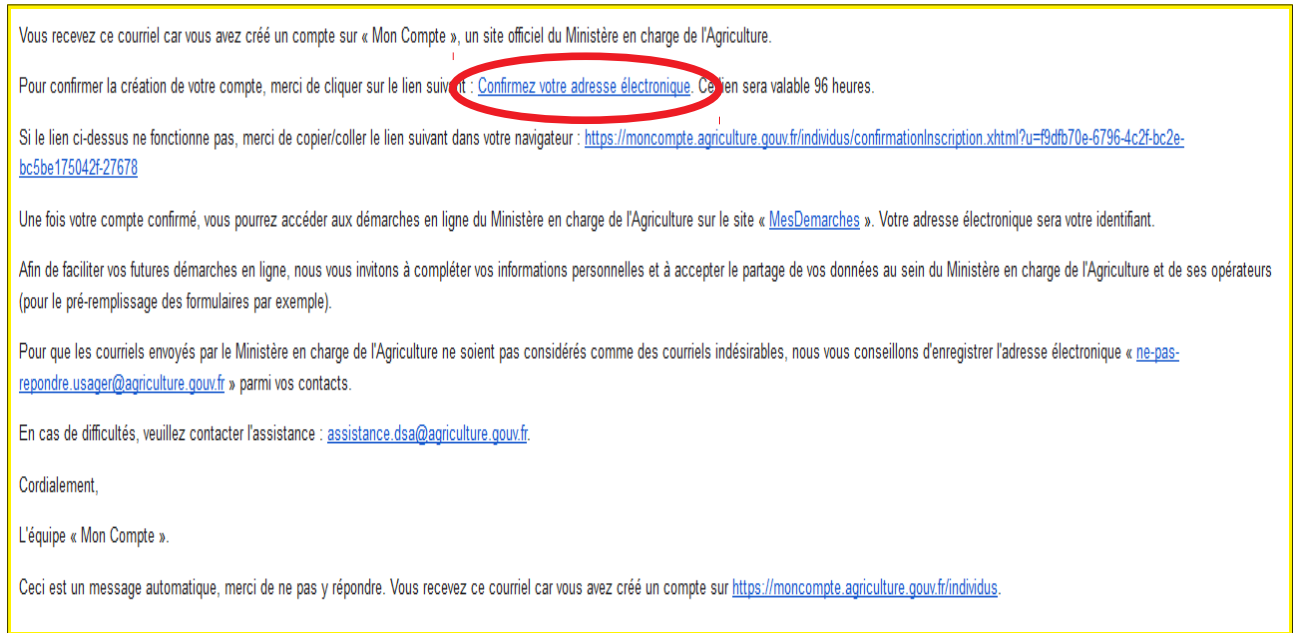 Vous recevez ce courriel car vous avez créé un compte sur « Mon Compte », un site officiel du Ministère en charge de l'Agriculture.
Pour confirmer la création de votre compte, merci de cliquer sur le lien suivant : Confirmez votre adresse électronique. Ce lien sera valable 96 heures.
Si le lien ci-dessus ne fonctionne pas, merci de copier/coller le lien suivant dans votre navigateur : https://moncompte.agriculture.gouv.fr/individus/confirmationInscription.xhtml?u=f9dfb70e-6796-4c2f-bc2e-
bc5be175042f-27678
Une fois votre compte confirmé, vous pourrez accéder aux démarches en ligne du Ministère en charge de l'Agriculture sur le site « MesDemarches ». Votre adresse électronique sera votre identifiant.
Afin de faciliter vos futures démarches en ligne, nous vous invitons à compléter vos informations personnelles et à accepter le partage de vos données au sein du Ministère en charge de l'Agriculture et de ses opérateurs
(pour le pré-remplissage des formulaires par exemple).
Pour que les courriels envoyés par le Ministère en charge de l'Agriculture ne soient pas considérés comme des courriels indésirables, nous vous conseillons d'enregistrer l'adresse électronique « ne-pas-
repondre.usager@agriculture.gouv.fr » parmi vos contacts.
En cas de difficultés, veuillez contacter l'assistance : assistance.dsa@agriculture.gouv.fr.
Cordialement,
L'équipe « Mon Compte ».
Ceci est un message automatique, merci de ne pas y répondre. Vous recevez ce courriel car vous avez créé un compte sur https://moncompte.agriculture.gouv.fr/individus.